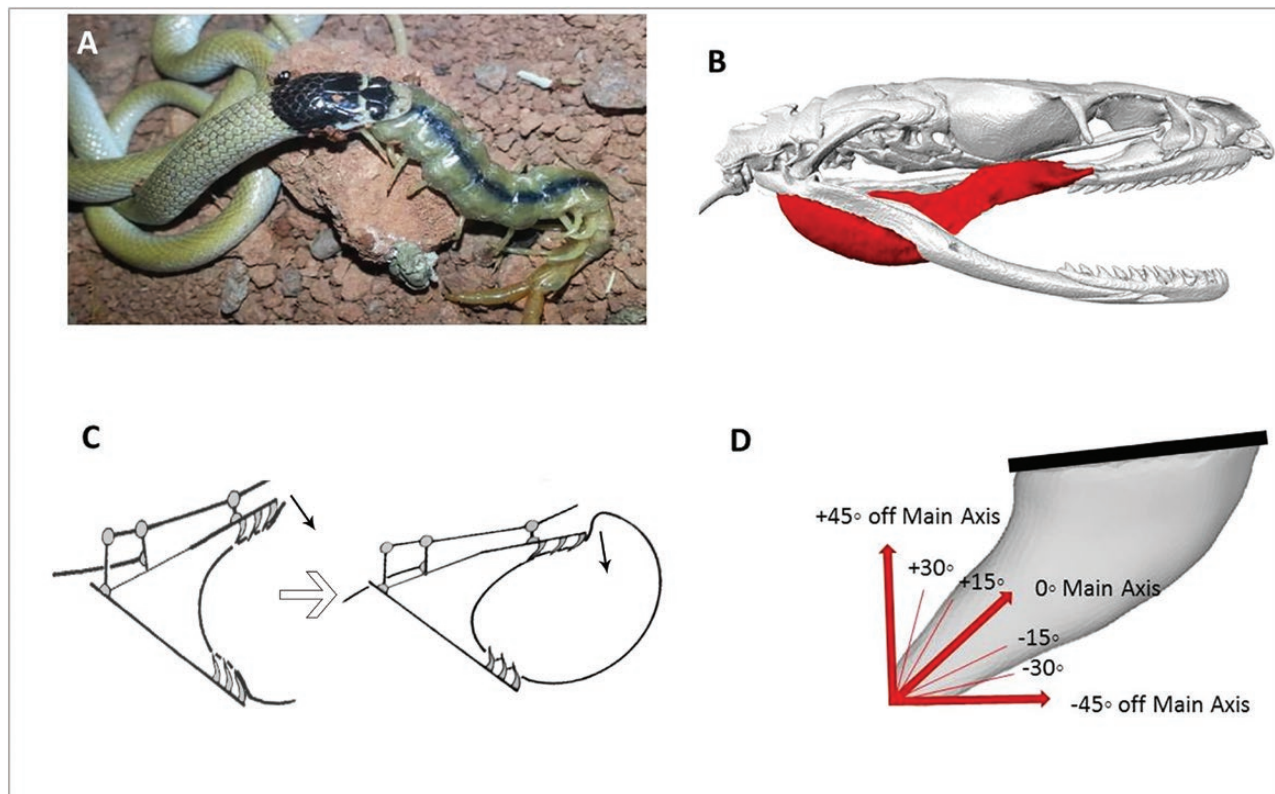 A
B
C
D
+45◦ off Main Axis
+30◦
+15◦
0◦ Main Axis
-15◦
-30◦
-45◦ off Main Axis